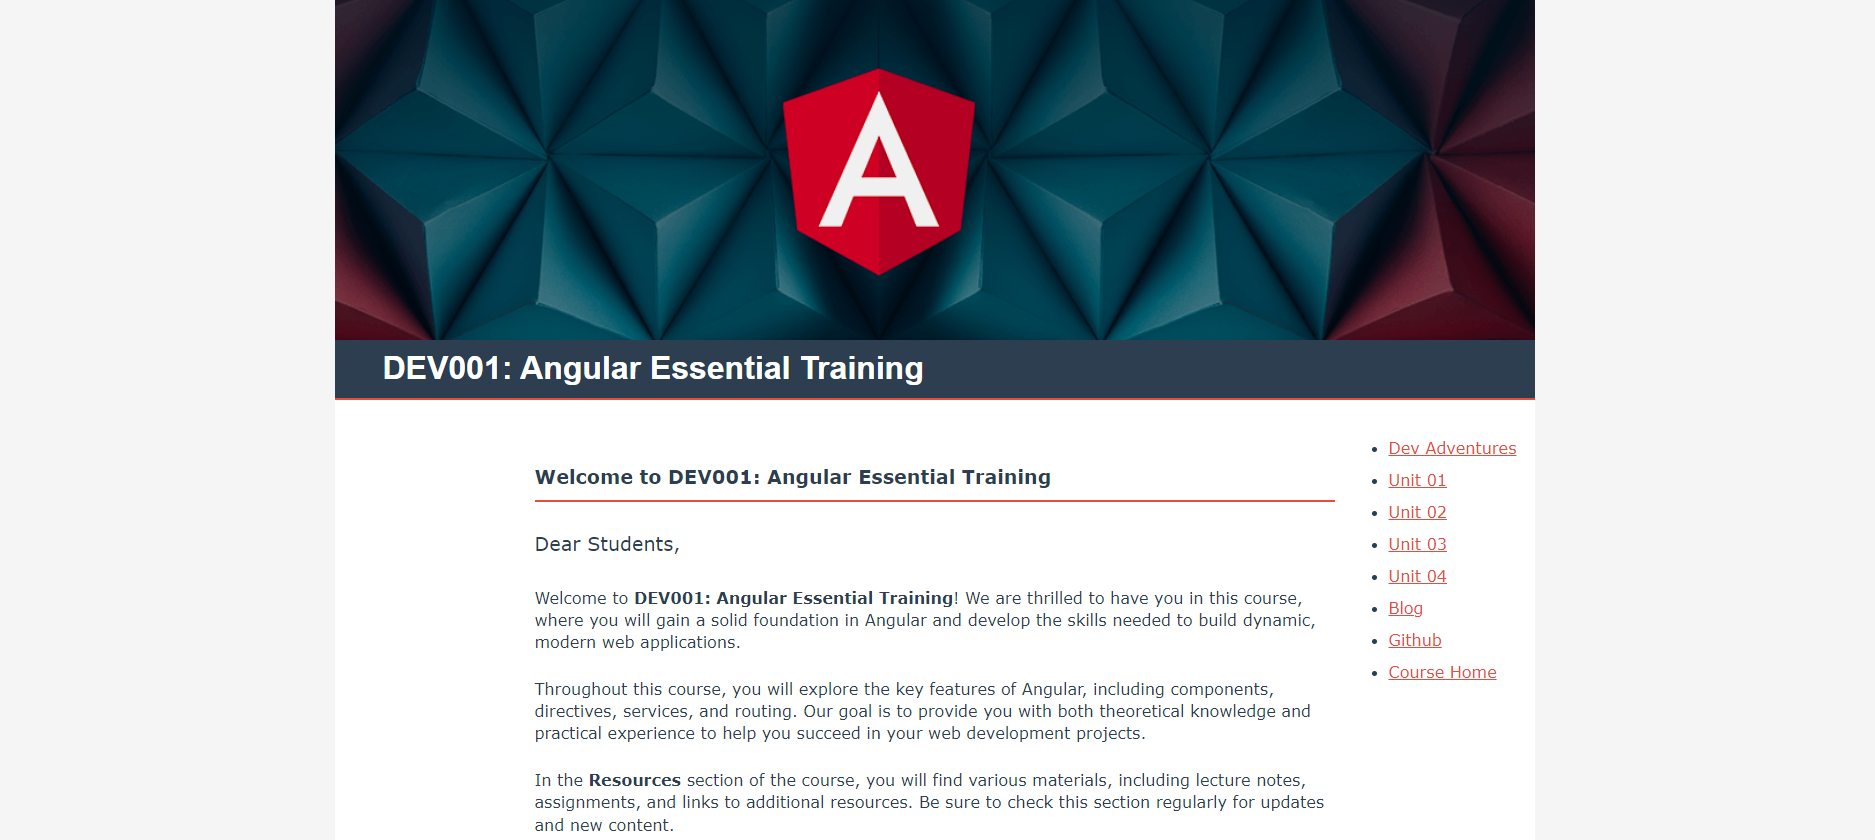 A
DEV001: Angular Essential Training
Welcome to DEV001: Angular Essential Training
Dear Students,
Welcome to DEV001: Angular Essential Training! We are thrilled to have you in this course,
where you will gain a solid foundation in Angular and develop the skills needed to build dynamic,
modern web applications.
Throughout this course, you will explore the key features of Angular, including components,
directives, services, and routing. Our goal is to provide you with both theoretical knowledge and
practical experience to help you succeed in your web development projects.
In the Resources section of the course, you will find various materials, including lecture notes,
assignments, and links to additional resources. Be sure to check this section regularly for updates
and new content.
Dev Adventures
Unit 01
Unit 02
Unit 03
Unit 04
Blog
Github
Course Home